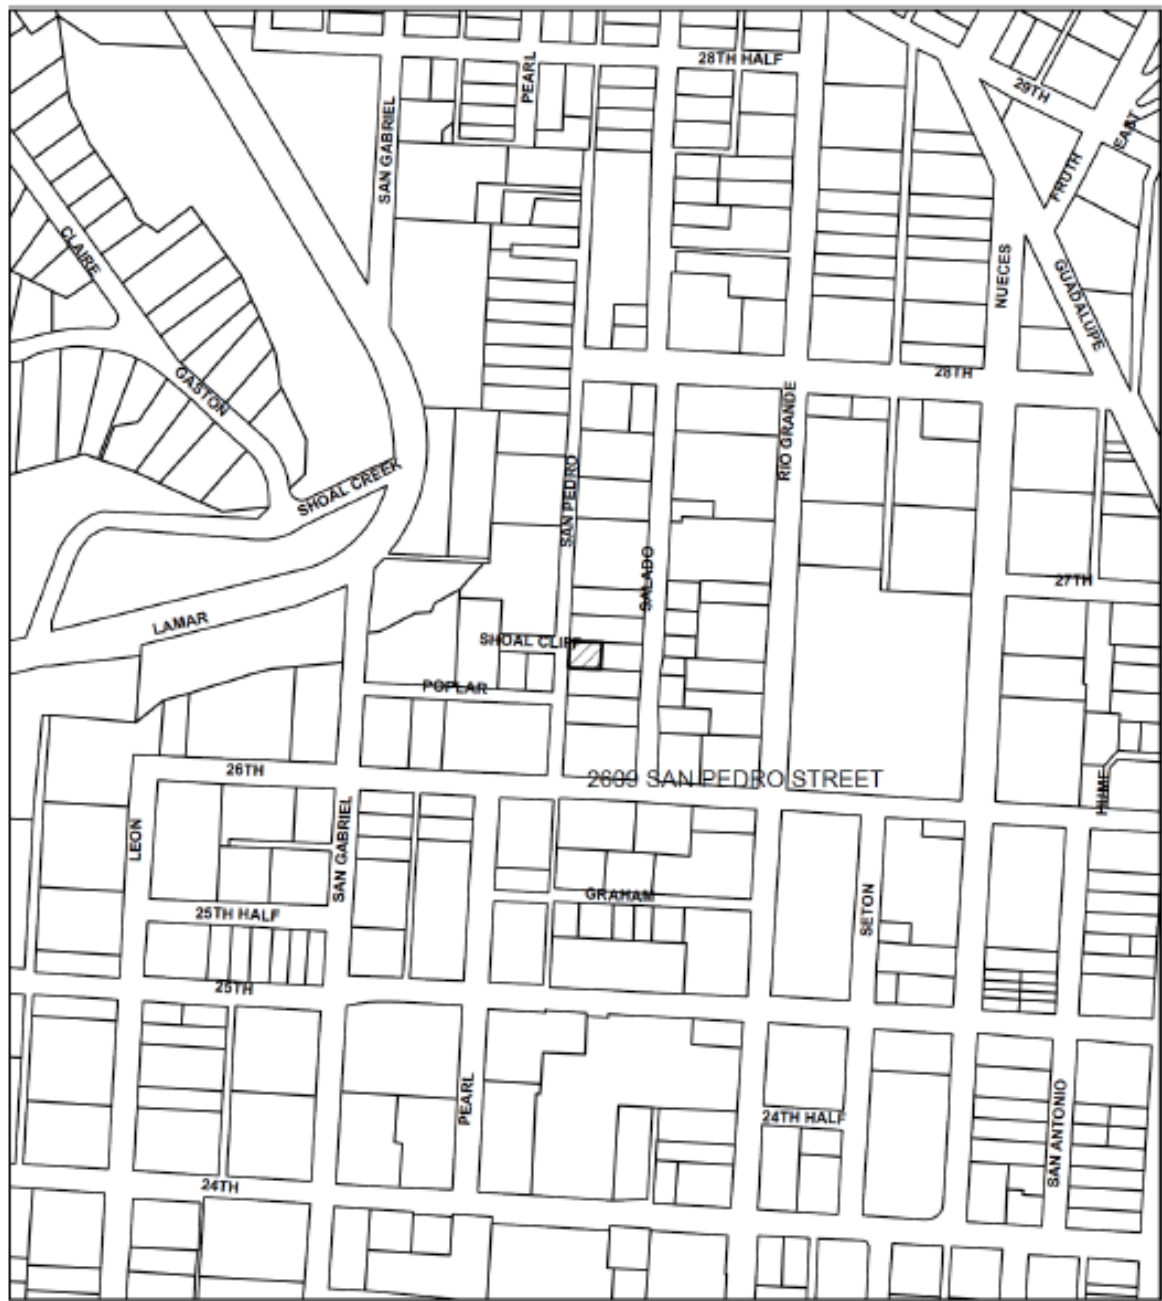 28TH HALF
PEARL
SAN GABRIEL
29TH
EAST
FRUTH
CLAIRE
NUECES
GUADALUPE
GASTON
28TH
RIO GRANDE
SHOAL CREEK
SAN PEDRO
SALADO
27TH
LAMAR
SHOAL CLIFF
POPLAR
26TH
2609 SAN PEDRO STREET
HUME
LEON
SAN GABRIEL
GRAHAM
SETON
25TH HALF
25TH
PEARL
24TH HALF
SAN ANTONIO
24TH